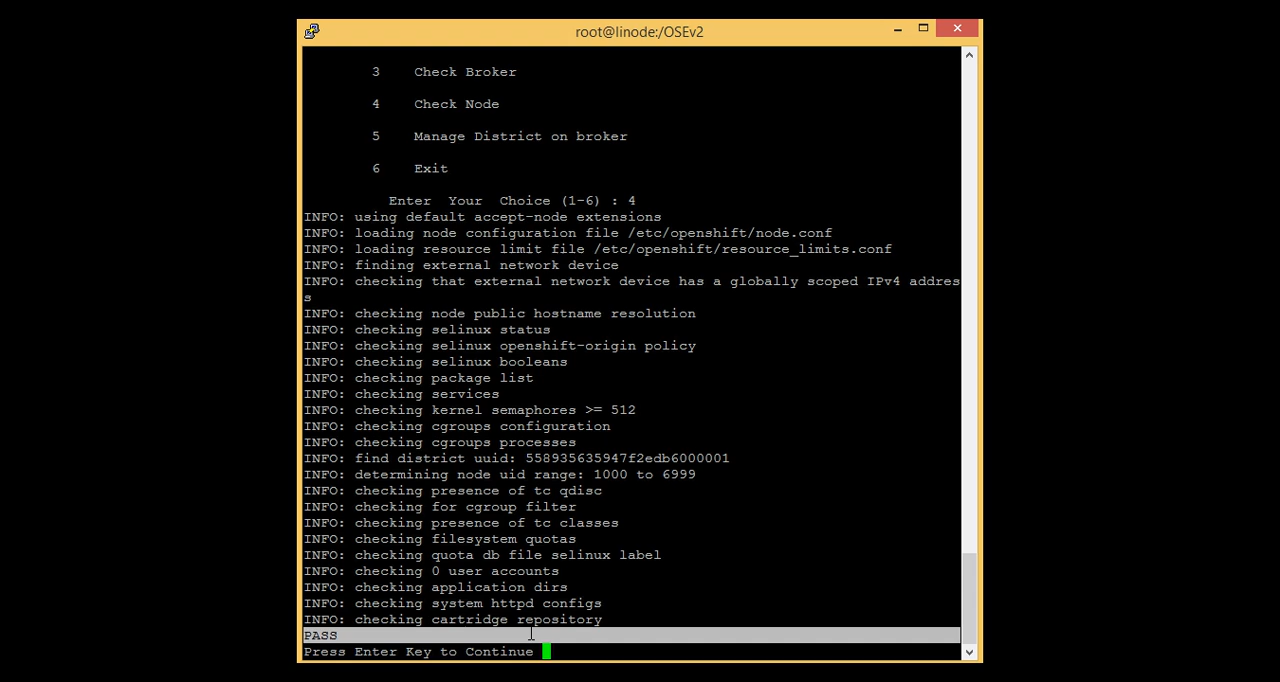 root@linode:/OSEv2
3 Check Broker
4 Check Node
5 Manage District on broker
6 Exit
Enter Your Choice (1-6) : 4
INFO: using default accept-node extensions
INFO: loading node configuration file /etc/openshift/node.conf
INFO: loading resource limit file /etc/openshift/resource_limits.conf
INFO: finding external network device
INFO: checking that external network device has a globally scoped IPv4 addres
s
INFO: checking node public hostname resolution
INFO: checking selinux status
INFO: checking selinux openshift-origin policy
INFO: checking selinux booleans
INFO: checking package list
INFO: checking services
INFO: checking kernel semaphores >= 512
INFO: checking cgroups configuration
INFO: checking cgroups processes
INFO: find district uuid: 558935635947f2edb6000001
INFO: determining node uid range: 1000 to 6999
INFO: checking presence of tc qdisc
INFO: checking for cgroup filter
INFO: checking presence of tc classes
INFO: checking filesystem quotas
INFO: checking quota db file selinux label
INFO: checking 0 user accounts
INFO: checking application dirs
INFO: checking system httpd configs
INFO: checking cartridge repository
PASS
Press Enter Key to Continue